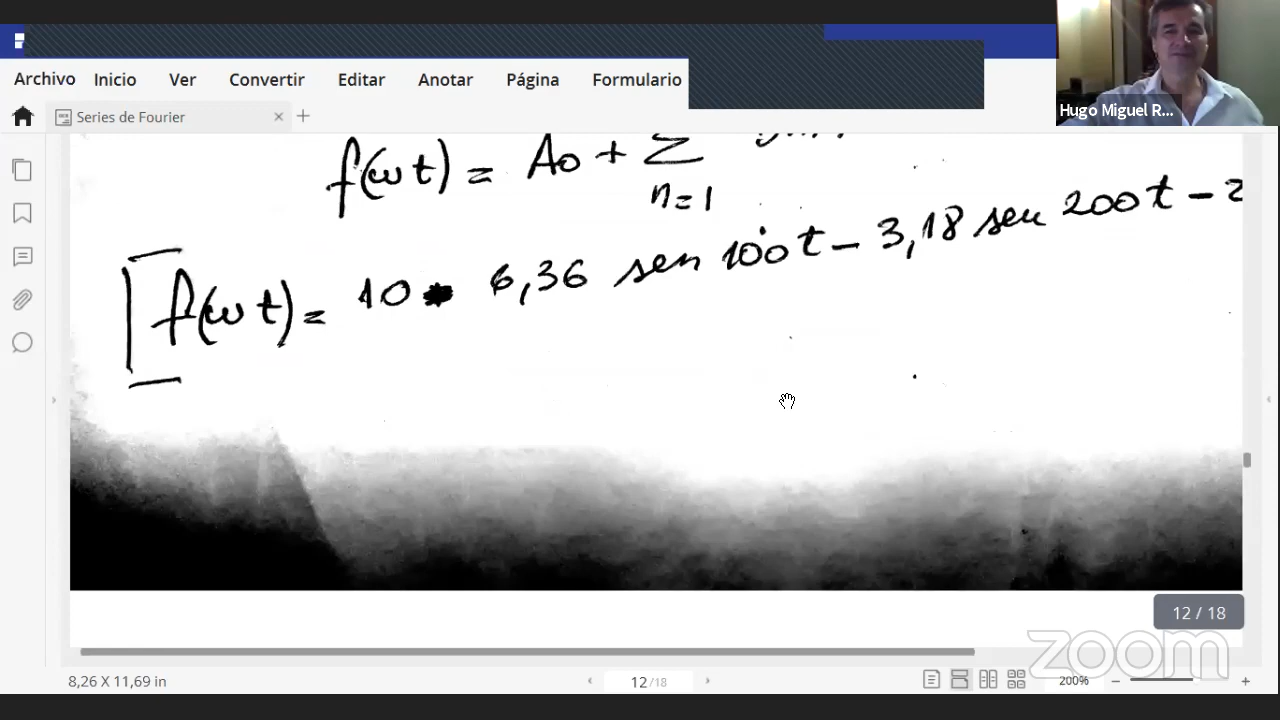 Archivo Inicio Ver Convertir Editar Anotar Página Formulario
Hugo Miguel R...
Series de Fourier
f(ωt) = A0 + Σ
n=1
f(ωt) = 10 6,36 sen 100t - 3,18 sen 200t - 2
12 / 18
zoom
8,26 X 11,69 in
12 /18
200%